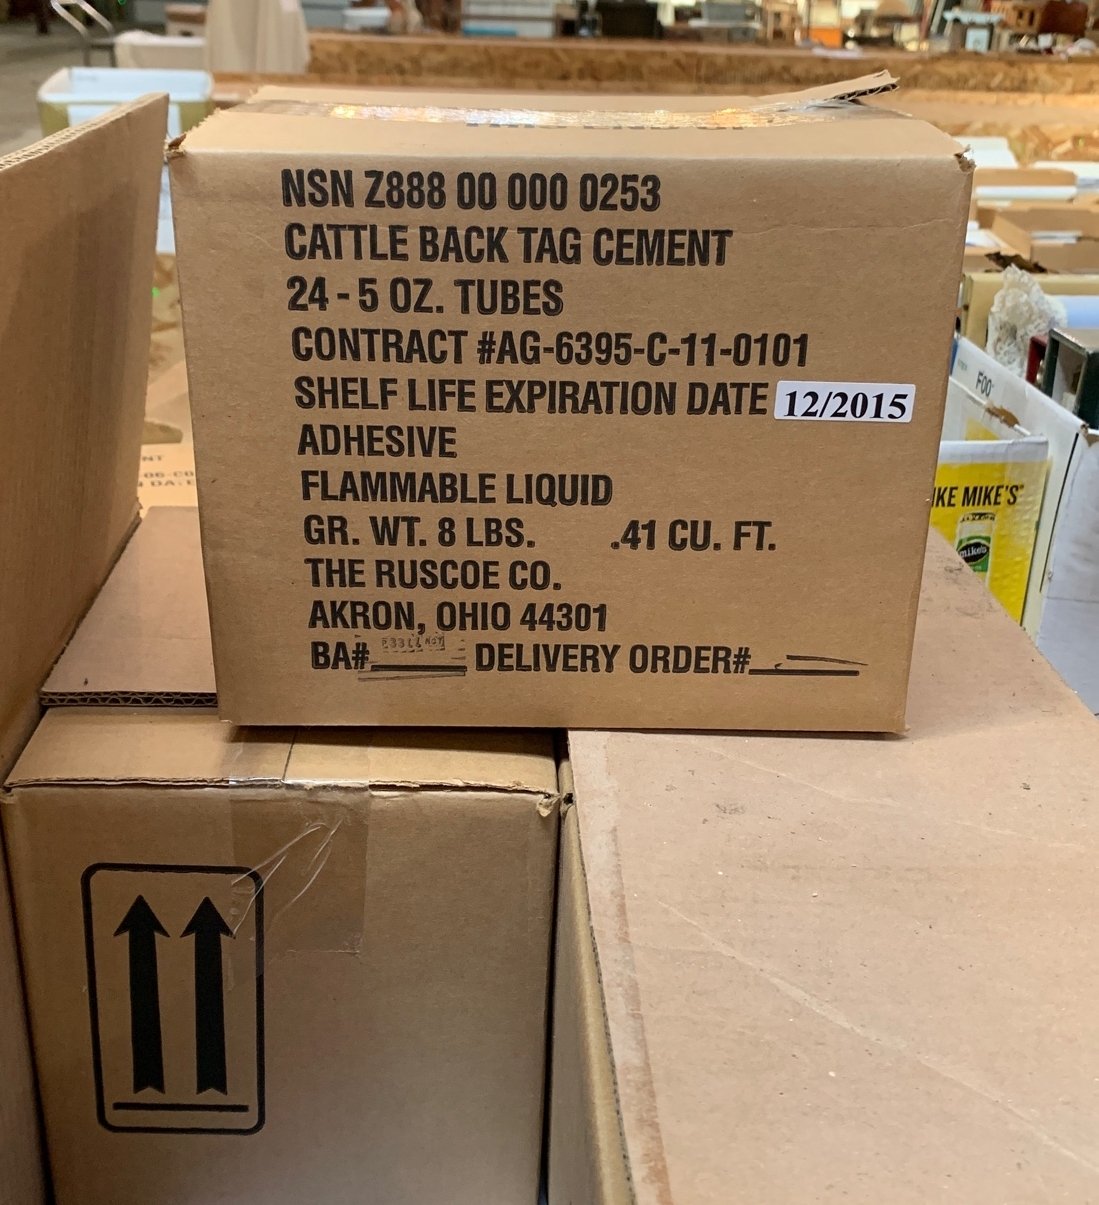 NSN Z888 00 000 0253
CATTLE BACK TAG CEMENT
24 - 5 OZ. TUBES
CONTRACT #AG-6395-C-11-0101
SHELF LIFE EXPIRATION DATE 12/2015
ADHESIVE
FLAMMABLE LIQUID
GR. WT. 8 LBS. .41 CU. FT.
THE RUSCOE CO.
AKRON, OHIO 44301
BA# DELIVERY ORDER#
FOO
IKE MIKE'S
mike's